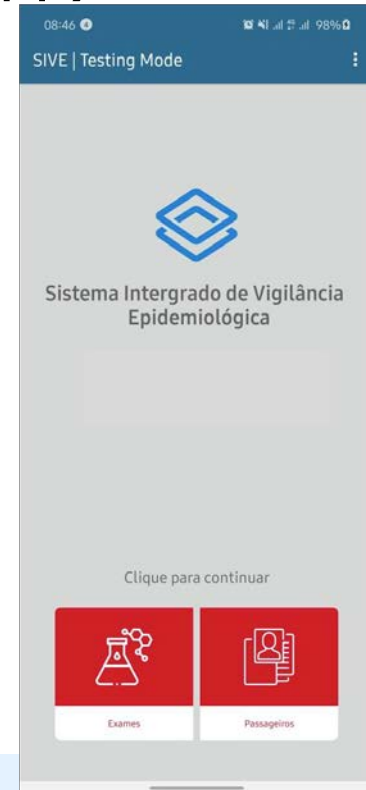 08:46
98%
SIVE | Testing Mode
Sistema Intergrado de Vigilância
Epidemiológica
Clique para continuar
Exames
Passageiros